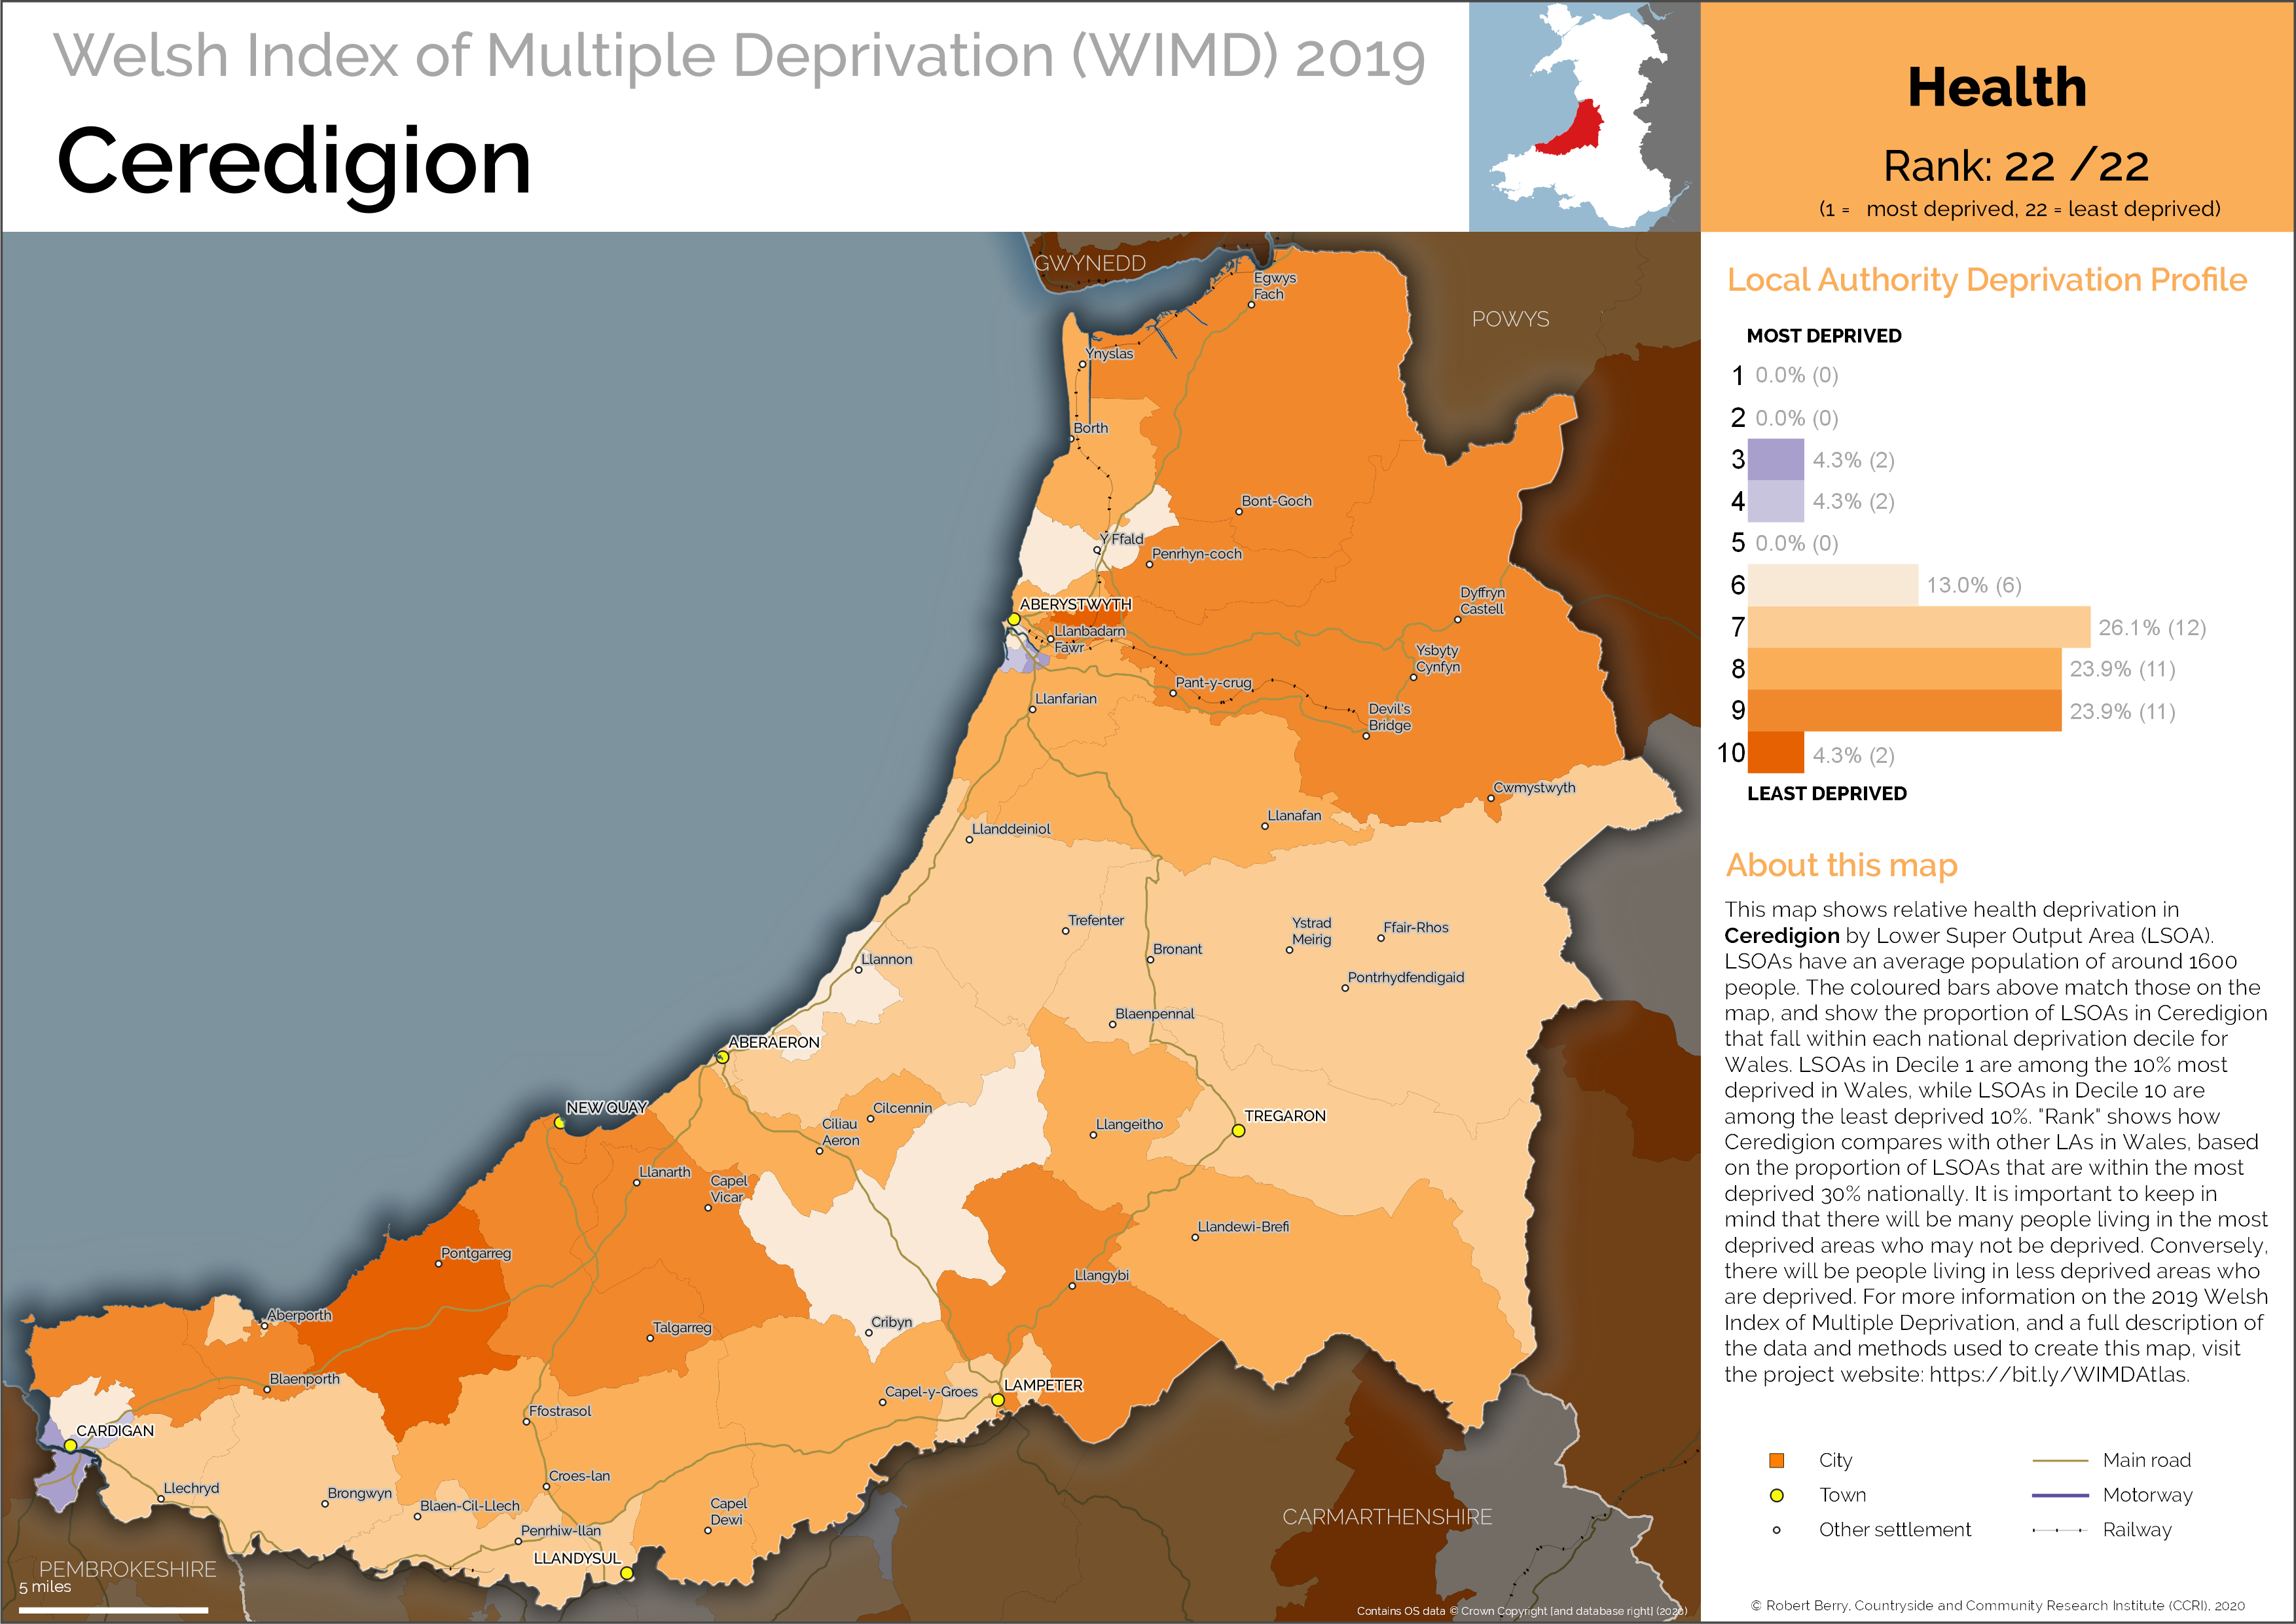 Welsh Index of Multiple Deprivation (WIMD) 2019
Ceredigion
Health
Rank: 22 /22
(1 = most deprived, 22 = least deprived)
Local Authority Deprivation Profile
MOST DEPRIVED
1 0.0% (0)
2 0.0% (0)
3 4.3% (2)
4 4.3% (2)
5 0.0% (0)
6 13.0% (6)
7 26.1% (12)
8 23.9% (11)
9 23.9% (11)
10 4.3% (2)
LEAST DEPRIVED
About this map
This map shows relative health deprivation in
Ceredigion by Lower Super Output Area (LSOA).
LSOAs have an average population of around 1600
people. The coloured bars above match those on the
map, and show the proportion of LSOAs in Ceredigion
that fall within each national deprivation decile for
Wales. LSOAs in Decile 1 are among the 10% most
deprived in Wales, while LSOAs in Decile 10 are
among the least deprived 10%. "Rank" shows how
Ceredigion compares with other LAs in Wales, based
on the proportion of LSOAs that are within the most
deprived 30% nationally. It is important to keep in
mind that there will be many people living in the most
deprived areas who may not be deprived. Conversely,
there will be people living in less deprived areas who
are deprived. For more information on the 2019 Welsh
Index of Multiple Deprivation, and a full description of
the data and methods used to create this map, visit
the project website: https://bit.ly/WIMDAtlas.
City
Main road
Town
Motorway
Other settlement
Railway
© Robert Berry, Countryside and Community Research Institute (CCRI), 2020
GWYNEDD
POWYS
Egwys
Fach
Ynyslas
Borth
Bont-Goch
Y Ffald
Penrhyn-coch
ABERYSTWYTH
Dyffryn
Castell
Llanbadarn
Fawr
Ysbyty
Cynfyn
Pant-y-crug
Llanfarian
Devil's
Bridge
Cwmystwyth
Llanafan
Llanddeiniol
Trefenter
Ystrad
Meirig
Ffair-Rhos
Bronant
Llannon
Pontrhydfendigaid
Blaenpennal
ABERAERON
NEW QUAY
Cilcennin
Ciliau
Aeron
Llangeitho
TREGARON
Llanarth
Capel
Vicar
Llandewi-Brefi
Pontgarreg
Llangybi
Aberporth
Talgarreg
Cribyn
Blaenporth
LAMPETER
Capel-y-Groes
Ffostrasol
CARDIGAN
Croes-lan
Llechryd
Brongwyn
Blaen-Cil-Llech
Capel
Dewi
Penrhiw-llan
LLANDYSUL
CARMARTHENSHIRE
PEMBROKESHIRE
5 miles
Contains OS data © Crown Copyright [and database right] (2020)